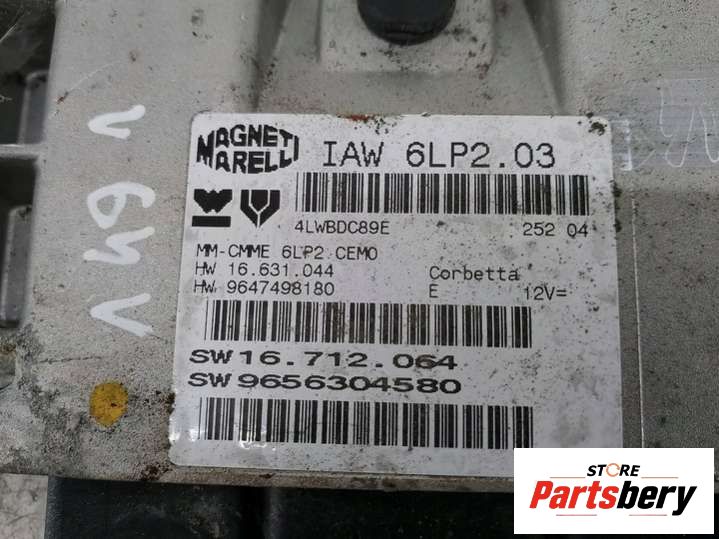 MAGNETI
MARELLI
IAW 6LP2.03
4LWBDC89E 252 04
MM-CMME 6LP2 CEMO
HW 16.631.044 Corbetta
HW 9647498180 E 12V=
SW 16.712.064
SW 9656304580
V 64 V
STORE
Partsbery